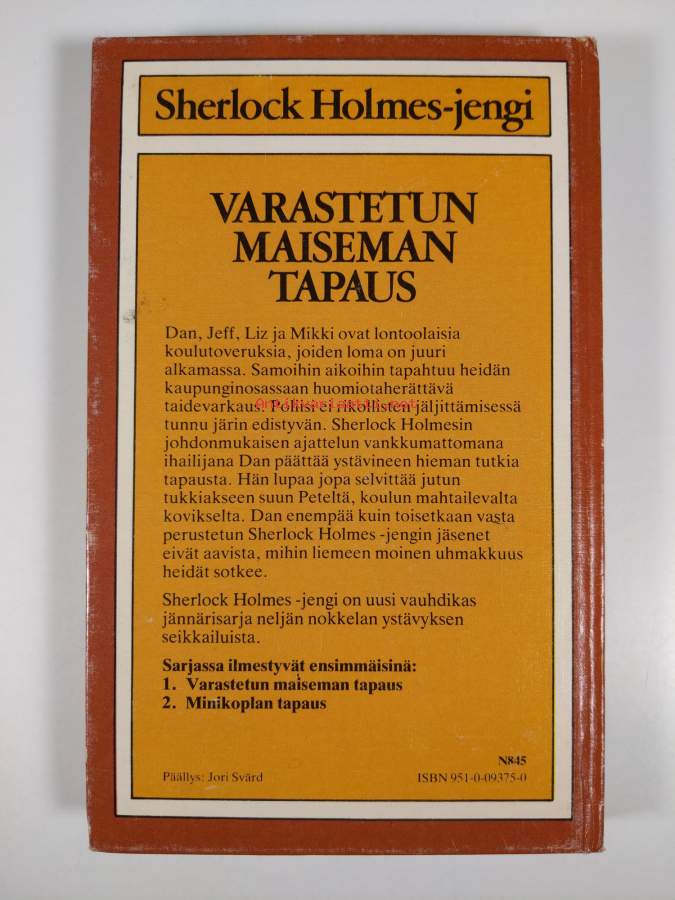 Sherlock Holmes-jengi
VARASTETUN
MAISEMAN
TAPAUS
Dan, Jeff, Liz ja Mikki ovat lontoolaisia
koulutoveruksia, joiden loma on juuri
alkamassa. Samoihin aikoihin tapahtuu heidän
kaupunginosassaan huomiotaherättävä
taidevarkaus. Poliisi ei rikollisten jäljittämisessä
tunnu järin edistyvän. Sherlock Holmesin
johdonmukaisen ajattelun vankkumattomana
ihailijana Dan päättää ystävineen hieman tutkia
tapausta. Hän lupaa jopa selvittää jutun
tukkiakseen suun Peteltä, koulun mahtailevalta
kovikselta. Dan enempää kuin toisetkaan vasta
perustetun Sherlock Holmes -jengin jäsenet
eivät aavista, mihin liemeen moinen uhmakkuus
heidät sotkee.
Sherlock Holmes -jengi on uusi vauhdikas
jännärisarja neljän nokkelan ystävyksen
seikkailuista.
Sarjassa ilmestyvät ensimmäisinä:
1. Varastetun maiseman tapaus
2. Minikoplan tapaus
N845
Päällys: Jori Svärd ISBN 951-0-09375-0